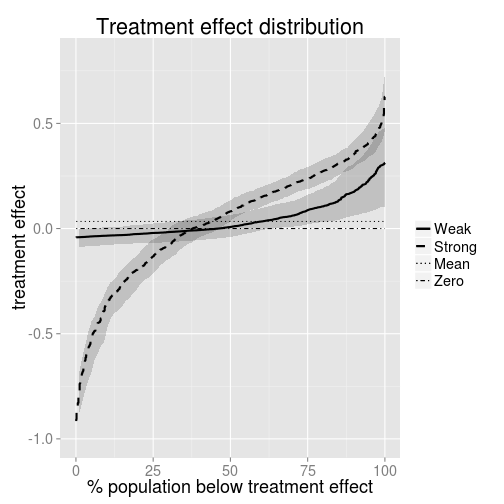 Treatment effect distribution
treatment effect
0.5
0.0
-0.5
-1.0
0 25 50 75 100
% population below treatment effect
Weak
Strong
Mean
Zero